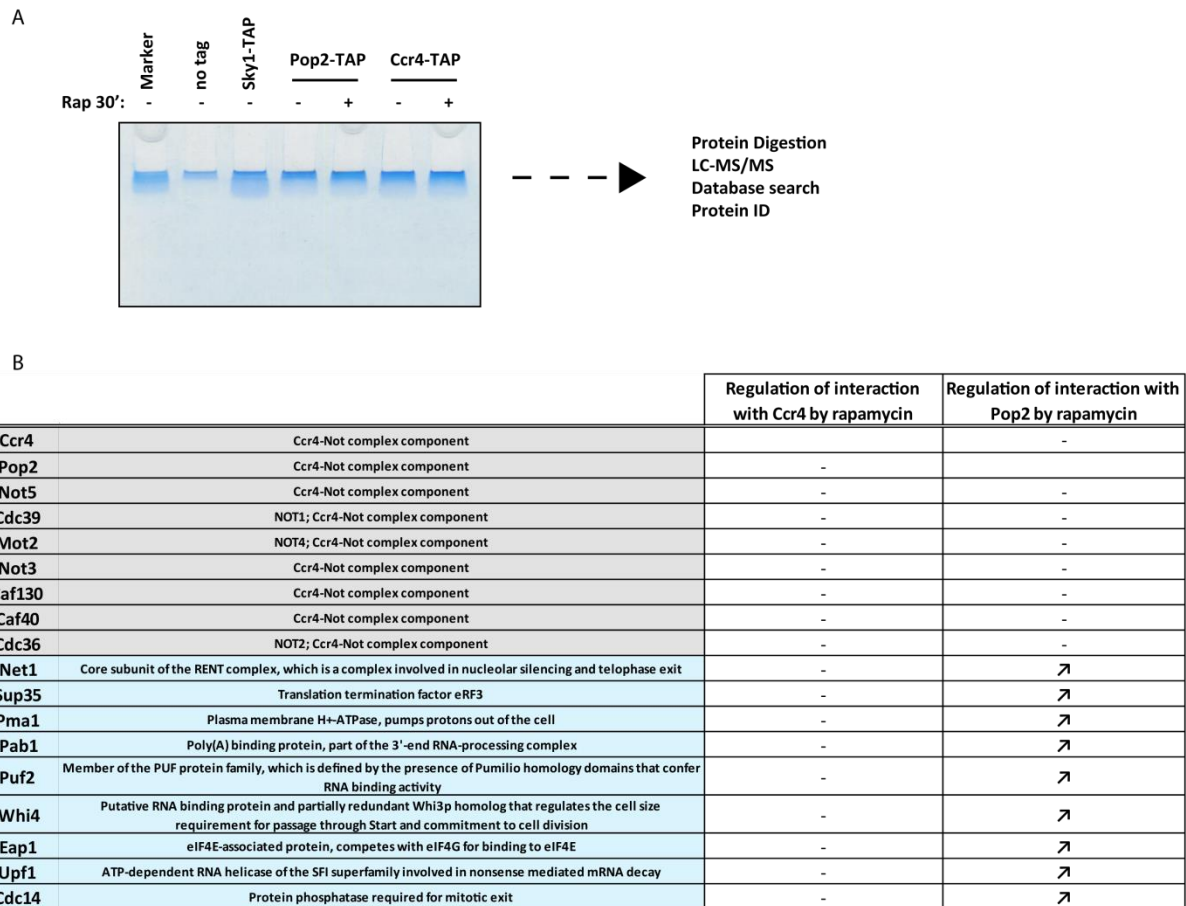 A
Marker
no tag
Sky1-TAP
Pop2-TAP
Ccr4-TAP
Rap 30':
-
-
-
-
+
-
+
Protein Digestion
LC-MS/MS
Database search
Protein ID
B
Regulation of interaction
with Ccr4 by rapamycin
Regulation of interaction with
Pop2 by rapamycin
Ccr4 Ccr4-Not complex component -
Pop2 Ccr4-Not complex component -
Not5 Ccr4-Not complex component - -
Cdc39 NOT1; Ccr4-Not complex component - -
Mot2 NOT4; Ccr4-Not complex component - -
Not3 Ccr4-Not complex component - -
Caf130 Ccr4-Not complex component - -
Caf40 Ccr4-Not complex component - -
Cdc36 NOT2; Ccr4-Not complex component - -
Net1 Core subunit of the RENT complex, which is a complex involved in nucleolar silencing and telophase exit - ↗
Sup35 Translation termination factor eRF3 - ↗
Pma1 Plasma membrane H+-ATPase, pumps protons out of the cell - ↗
Pab1 Poly(A) binding protein, part of the 3'-end RNA-processing complex - ↗
Puf2 Member of the PUF protein family, which is defined by the presence of Pumilio homology domains that confer
RNA binding activity - ↗
Whi4 Putative RNA binding protein and partially redundant Whi3p homolog that regulates the cell size
requirement for passage through Start and commitment to cell division - ↗
Eap1 eIF4E-associated protein, competes with eIF4G for binding to eIF4E - ↗
Upf1 ATP-dependent RNA helicase of the SFI superfamily involved in nonsense mediated mRNA decay - ↗
Cdc14 Protein phosphatase required for mitotic exit - ↗